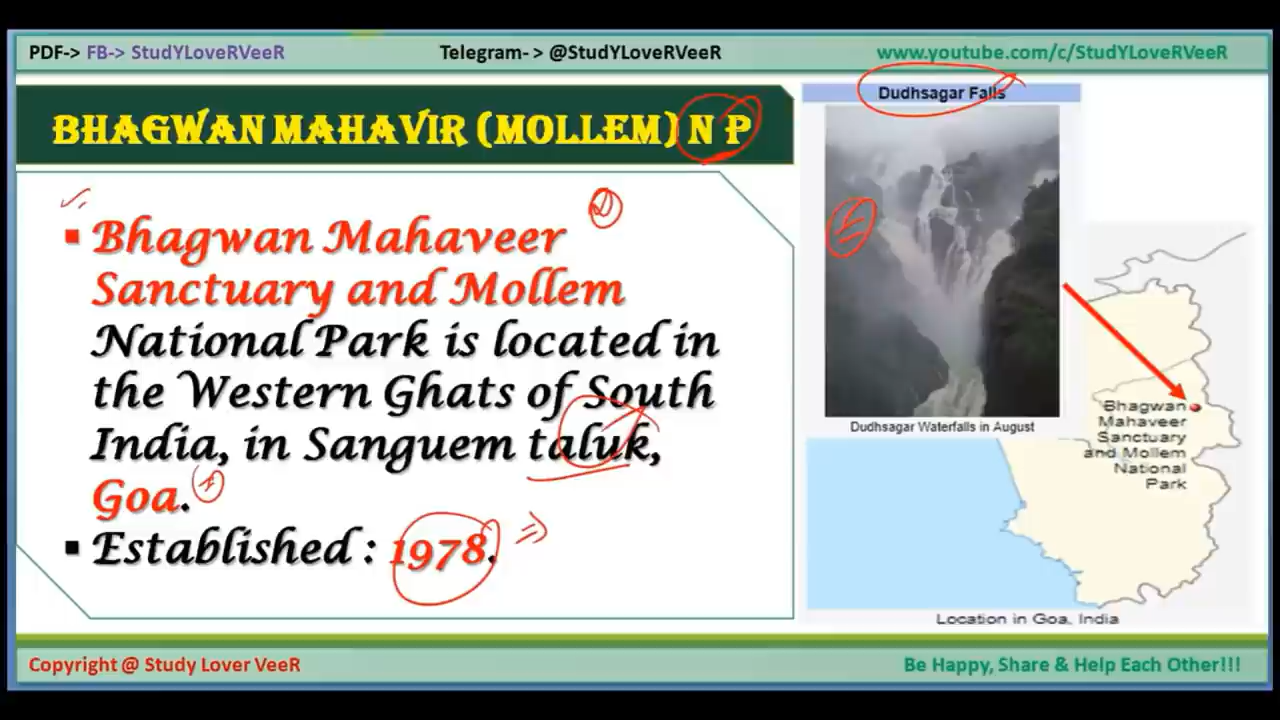 PDF-> FB-> StudYLoveRVeeR
Telegram- > @StudYLoveRVeeR
www.youtube.com/c/StudYLoveRVeeR
BHAGWAN MAHAVIR (MOLLEM) N P
▪ Bhagwan Mahaveer
Sanctuary and Mollem
National Park is located in
the Western Ghats of South
India, in Sanguem taluk,
Goa.
▪ Established : 1978.
Dudhsagar Falls
Dudhsagar Waterfalls in August
Bhagwan
Mahaveer
Sanctuary
and Mollem
National
Park
Location in Goa, India
Copyright @ Study Lover VeeR
Be Happy, Share & Help Each Other!!!